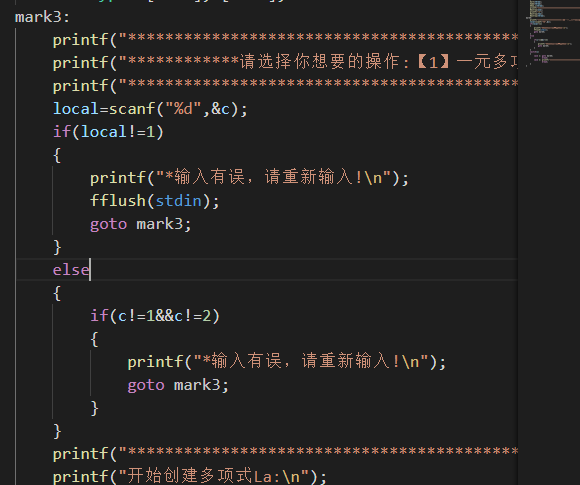 mark3:
printf("********************************************
printf("************请选择你想要的操作:【1】一元多项
printf("********************************************
local=scanf("%d",&c);
if(local!=1)
{
printf("*输入有误，请重新输入!\n");
fflush(stdin);
goto mark3;
}
else
{
if(c!=1&&c!=2)
{
printf("*输入有误，请重新输入!\n");
goto mark3;
}
}
printf("********************************************
printf("开始创建多项式La:\n");